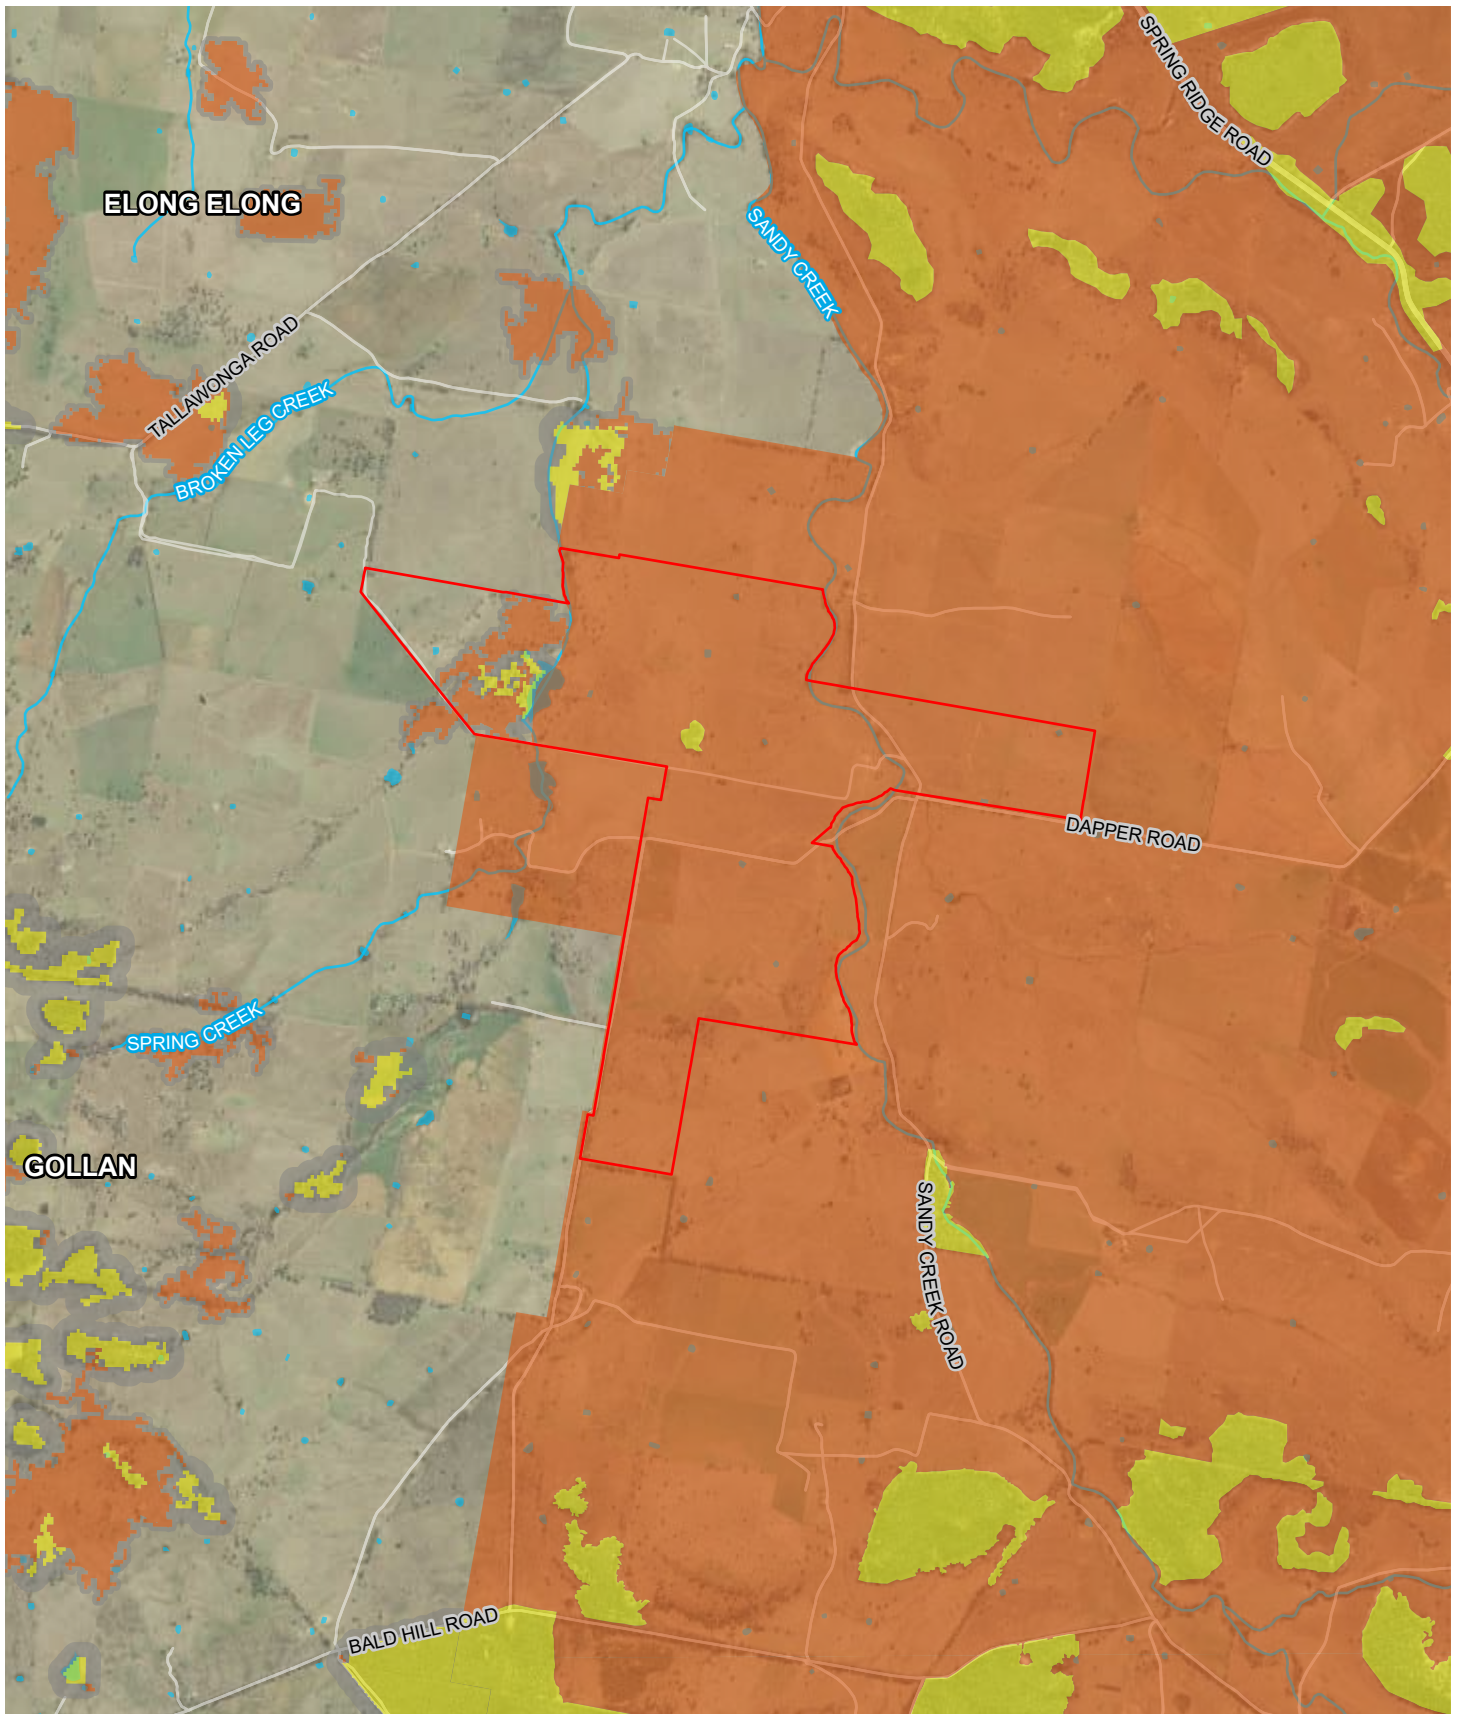 SPRING RIDGE ROAD
ELONG ELONG
SANDY CREEK
TALLAWONGA ROAD
BROKEN LEG CREEK
DAPPER ROAD
SPRING CREEK
GOLLAN
SANDY CREEK ROAD
BALD HILL ROAD